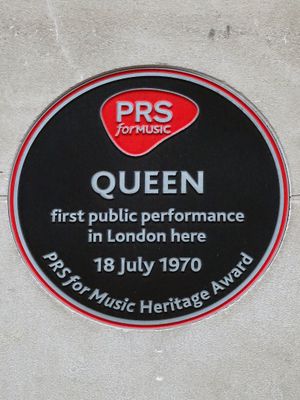 PRS
for MUSIC
QUEEN
first public performance
in London here
18 July 1970
PRS for Music Heritage Award